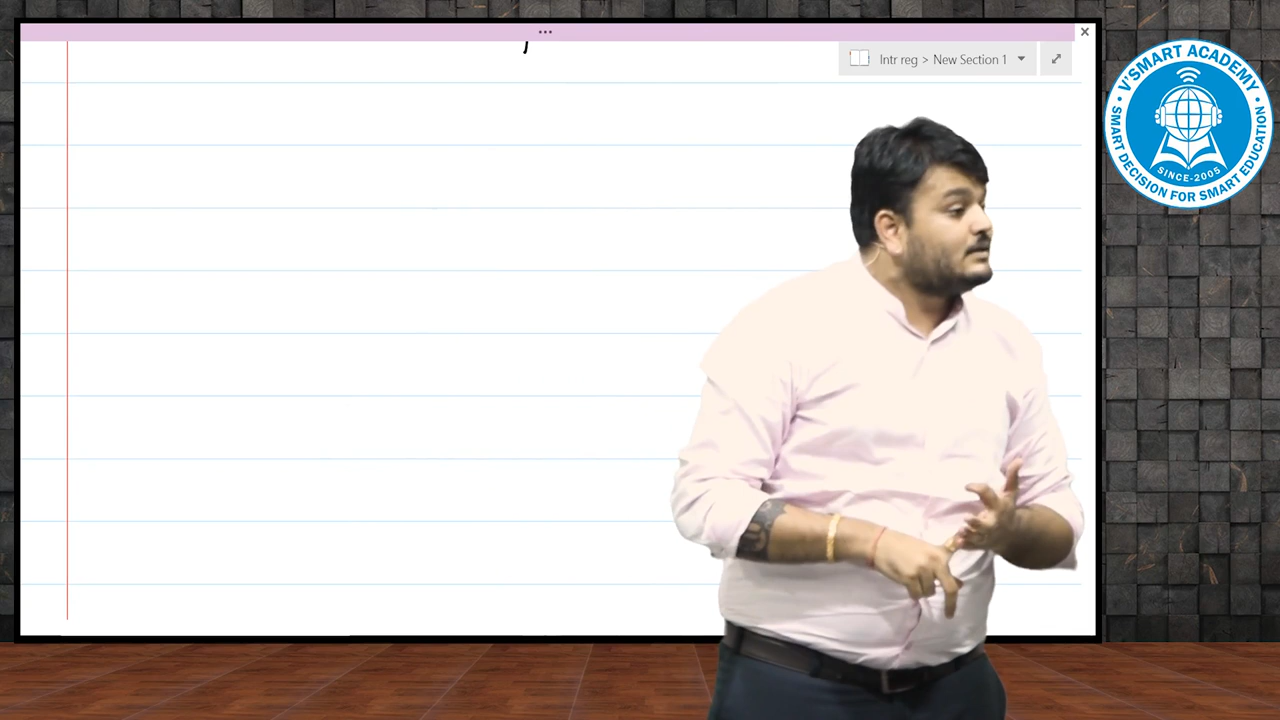 ...
Intr reg > New Section 1
V'SMART ACADEMY
SINCE-2005
SMART DECISION FOR SMART EDUCATION